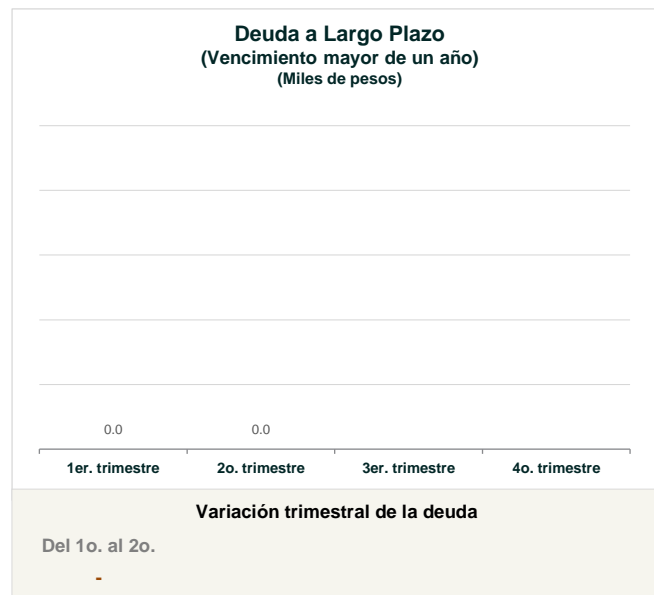 Deuda a Largo Plazo
(Vencimiento mayor de un año)
(Miles de pesos)
0.0 0.0
1er. trimestre 2o. trimestre 3er. trimestre 4o. trimestre
Variación trimestral de la deuda
Del 1o. al 2o.
-